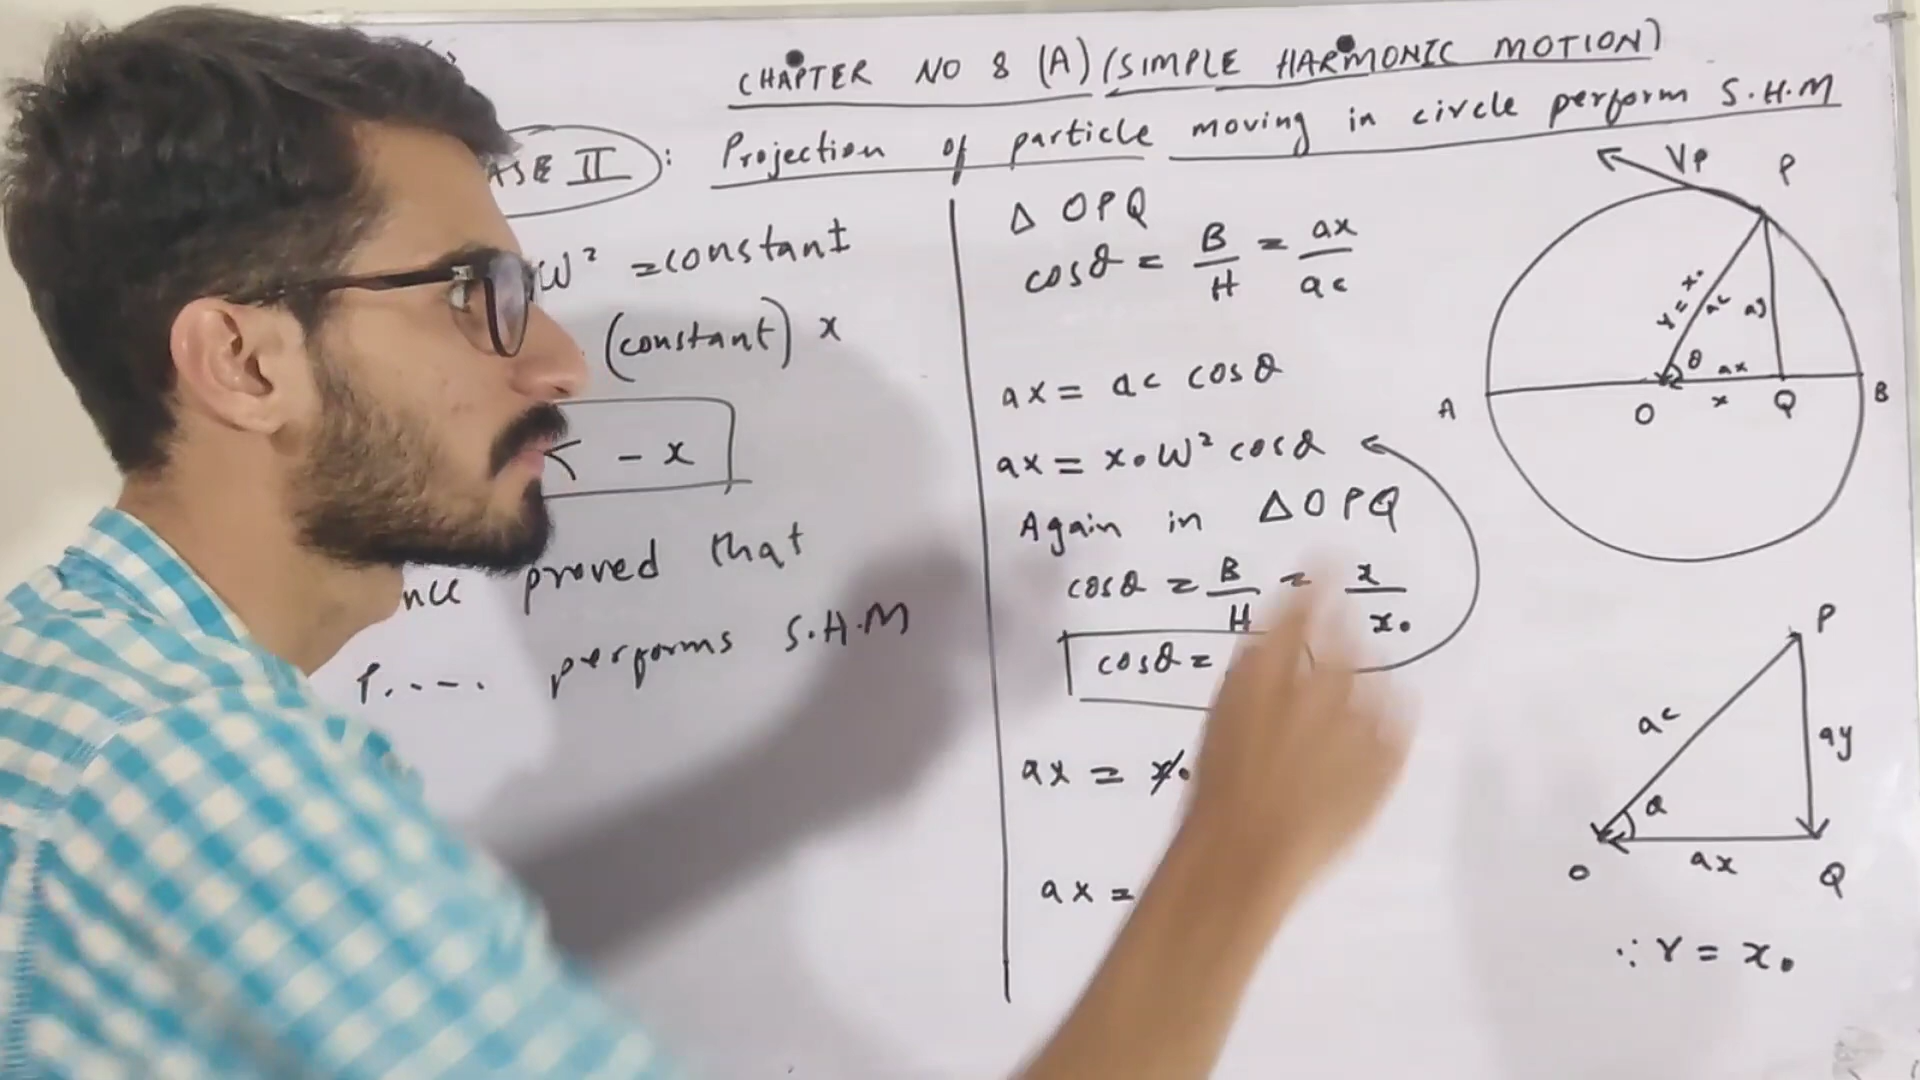 CHAPTER NO 8 (A) (SIMPLE HARMONIC MOTION)
ASE II : Projection of particle moving in circle perform S.H.M
W² = constant
(constant) x
- x
proved that
P.... performs S.H.M
Δ OPQ
cosθ = B/H = ax/ac
ax = ac cosθ
ax = x₀ W² cosθ
Again in Δ OPQ
cosθ = B/H = x/x₀
cosθ =
ax = x₀
ax =
VP
P
r = x₀
ac
ay
θ
ax
A
O
x
Q
B
P
ac
ay
θ
O
ax
Q
∵ r = x₀